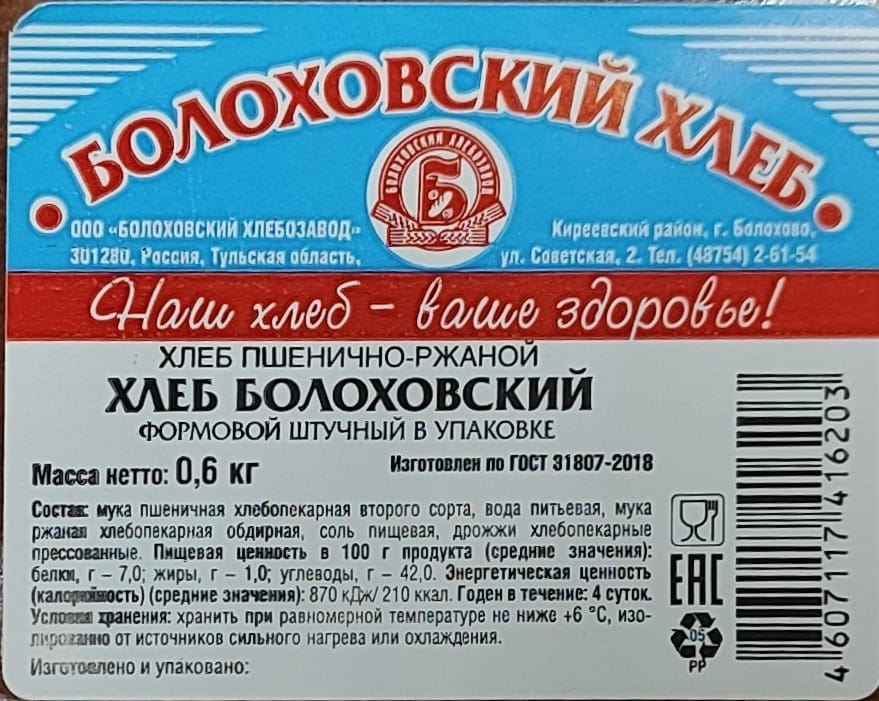 БОЛОХОВСКИЙ ХЛЕБ
БОЛОХОВСКИЙ ХЛЕБОЗАВОД
Б
ООО «БОЛОХОВСКИЙ ХЛЕБОЗАВОД»
301280, Россия, Тульская область,
Киреевский район, г. Болохово,
ул. Советская, 2. Тел. (48754) 2-61-54
Наш хлеб – ваше здоровье!
ХЛЕБ ПШЕНИЧНО-РЖАНОЙ
ХЛЕБ БОЛОХОВСКИЙ
ФОРМОВОЙ ШТУЧНЫЙ В УПАКОВКЕ
Масса нетто: 0,6 кг
Изготовлен по ГОСТ 31807-2018
Состав: мука пшеничная хлебопекарная второго сорта, вода питьевая, мука
ржаная хлебопекарная обдирная, соль пищевая, дрожжи хлебопекарные
прессованные. Пищевая ценность в 100 г продукта (средние значения):
белки, г – 7,0; жиры, г – 1,0; углеводы, г – 42,0. Энергетическая ценность
(калорийность) (средние значения): 870 кДж/ 210 ккал. Годен в течение: 4 суток.
Условия хранения: хранить при равномерной температуре не ниже +6 °С, изо-
лированно от источников сильного нагрева или охлаждения.
Изготовлено и упаковано:
EAC
05
PP
4607117416203